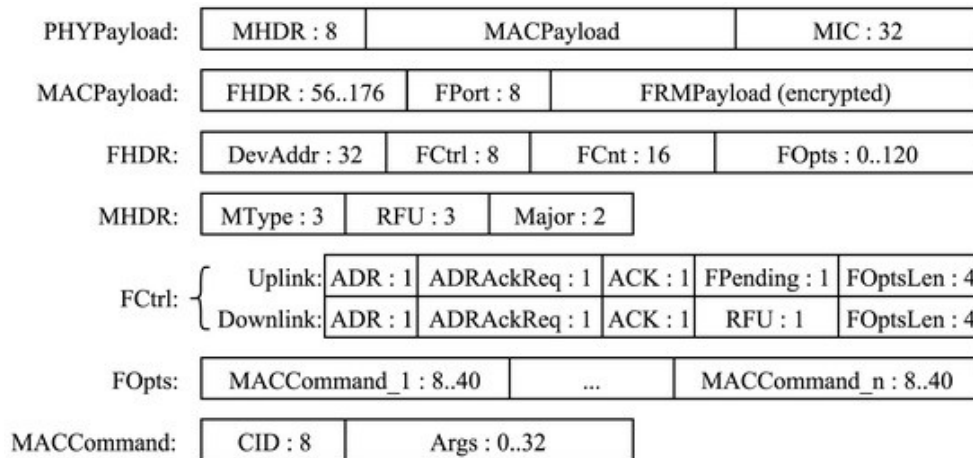 PHYPayload: MHDR : 8 MACPayload MIC : 32
MACPayload: FHDR : 56..176 FPort : 8 FRMPayload (encrypted)
FHDR: DevAddr : 32 FCtrl : 8 FCnt : 16 FOpts : 0..120
MHDR: MType : 3 RFU : 3 Major : 2
FCtrl: Uplink: ADR : 1 ADRAckReq : 1 ACK : 1 FPending : 1 FOptsLen : 4
Downlink: ADR : 1 ADRAckReq : 1 ACK : 1 RFU : 1 FOptsLen : 4
FOpts: MACCommand_1 : 8..40 ... MACCommand_n : 8..40
MACCommand: CID : 8 Args : 0..32